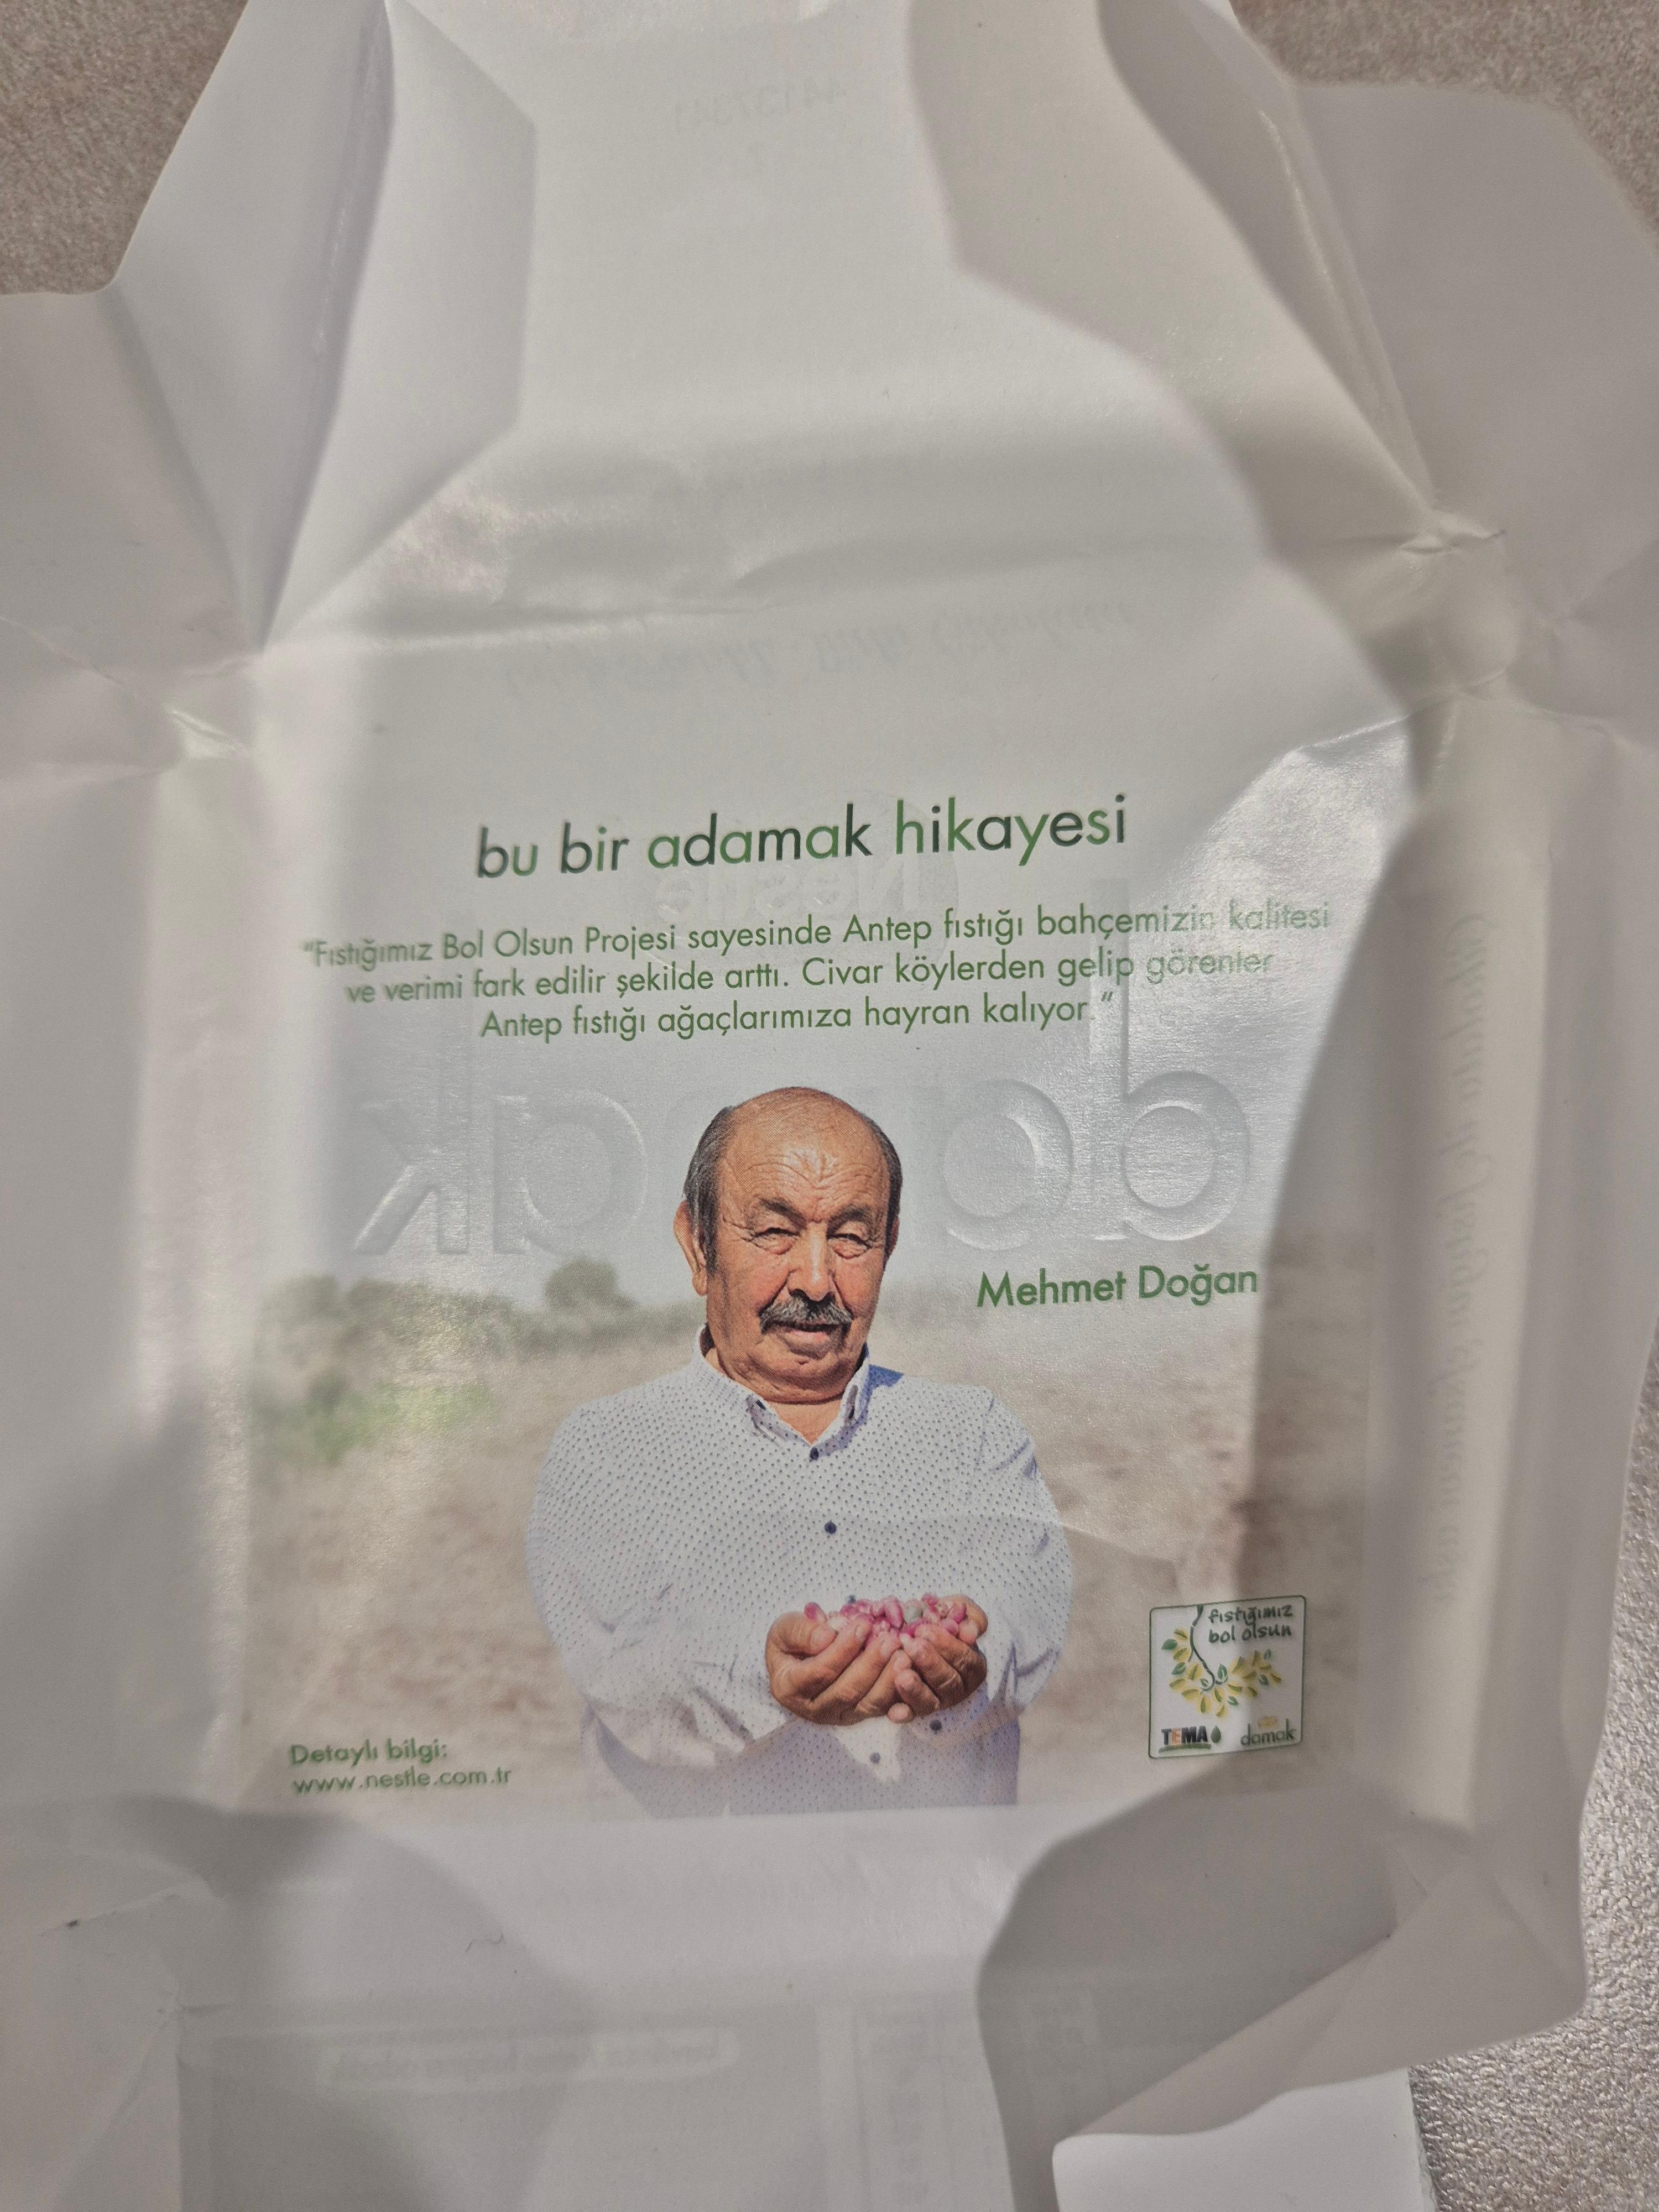 bu bir adamak hikayesi
"Fıstığımız Bol Olsun Projesi sayesinde Antep fıstığı bahçemizin kalitesi
ve verimi fark edilir şekilde arttı. Civar köylerden gelip görenler
Antep fıstığı ağaçlarımıza hayran kalıyor."
damak
Mehmet Doğan
fıstığımız
bol olsun
TEMA damak
Detaylı bilgi:
www.nestle.com.tr